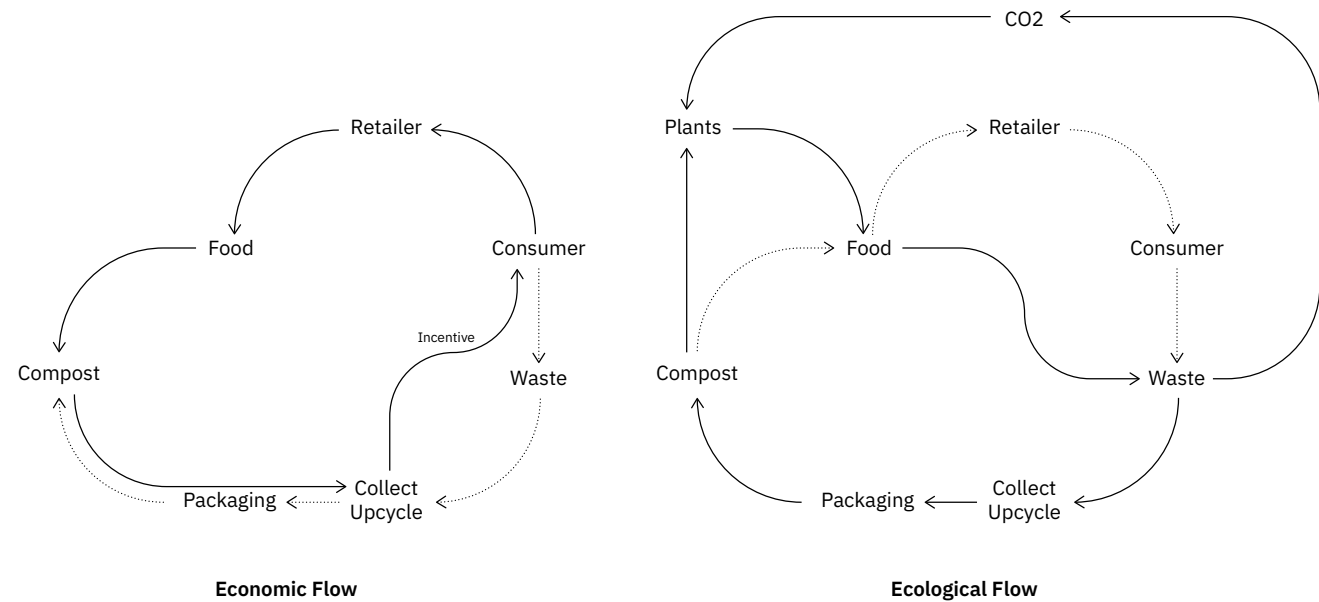 Retailer
Food
Consumer
Incentive
Compost
Waste
Packaging
Collect
Upcycle
Economic Flow
CO2
Plants
Retailer
Food
Consumer
Compost
Waste
Packaging
Collect
Upcycle
Ecological Flow